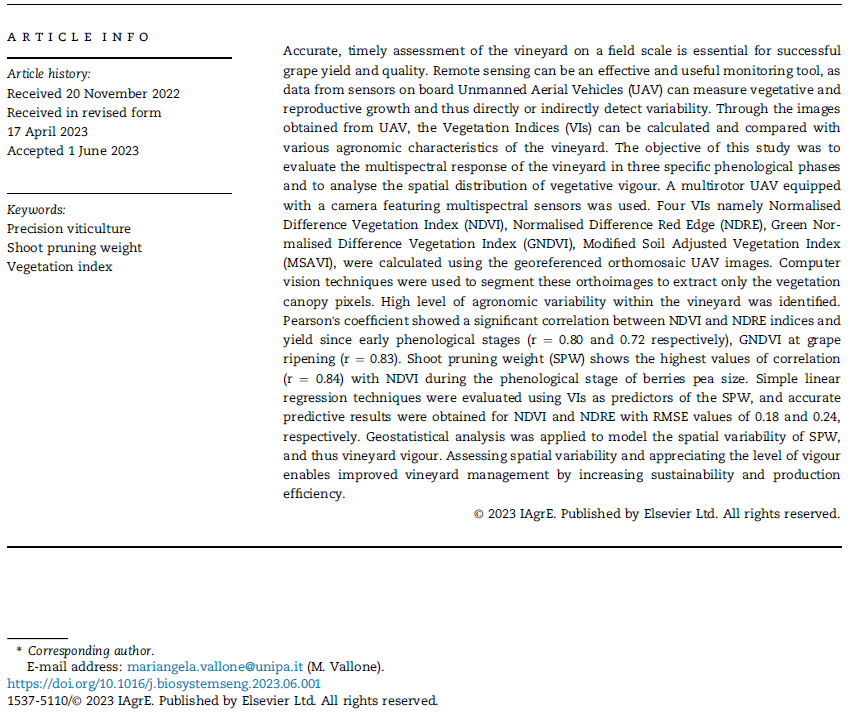 ARTICLE INFO
Article history:
Received 20 November 2022
Received in revised form
17 April 2023
Accepted 1 June 2023
Keywords:
Precision viticulture
Shoot pruning weight
Vegetation index
Accurate, timely assessment of the vineyard on a field scale is essential for successful
grape yield and quality. Remote sensing can be an effective and useful monitoring tool, as
data from sensors on board Unmanned Aerial Vehicles (UAV) can measure vegetative and
reproductive growth and thus directly or indirectly detect variability. Through the images
obtained from UAV, the Vegetation Indices (VIs) can be calculated and compared with
various agronomic characteristics of the vineyard. The objective of this study was to
evaluate the multispectral response of the vineyard in three specific phenological phases
and to analyse the spatial distribution of vegetative vigour. A multirotor UAV equipped
with a camera featuring multispectral sensors was used. Four VIs namely Normalised
Difference Vegetation Index (NDVI), Normalised Difference Red Edge (NDRE), Green Nor-
malised Difference Vegetation Index (GNDVI), Modified Soil Adjusted Vegetation Index
(MSAVI), were calculated using the georeferenced orthomosaic UAV images. Computer
vision techniques were used to segment these orthoimages to extract only the vegetation
canopy pixels. High level of agronomic variability within the vineyard was identified.
Pearson's coefficient showed a significant correlation between NDVI and NDRE indices and
yield since early phenological stages (r = 0.80 and 0.72 respectively), GNDVI at grape
ripening (r = 0.83). Shoot pruning weight (SPW) shows the highest values of correlation
(r = 0.84) with NDVI during the phenological stage of berries pea size. Simple linear
regression techniques were evaluated using VIs as predictors of the SPW, and accurate
predictive results were obtained for NDVI and NDRE with RMSE values of 0.18 and 0.24,
respectively. Geostatistical analysis was applied to model the spatial variability of SPW,
and thus vineyard vigour. Assessing spatial variability and appreciating the level of vigour
enables improved vineyard management by increasing sustainability and production
efficiency.
© 2023 IAgrE. Published by Elsevier Ltd. All rights reserved.
* Corresponding author.
E-mail address: mariangela.vallone@unipa.it (M. Vallone).
https://doi.org/10.1016/j.biosystemseng.2023.06.001
1537-5110/© 2023 IAgrE. Published by Elsevier Ltd. All rights reserved.